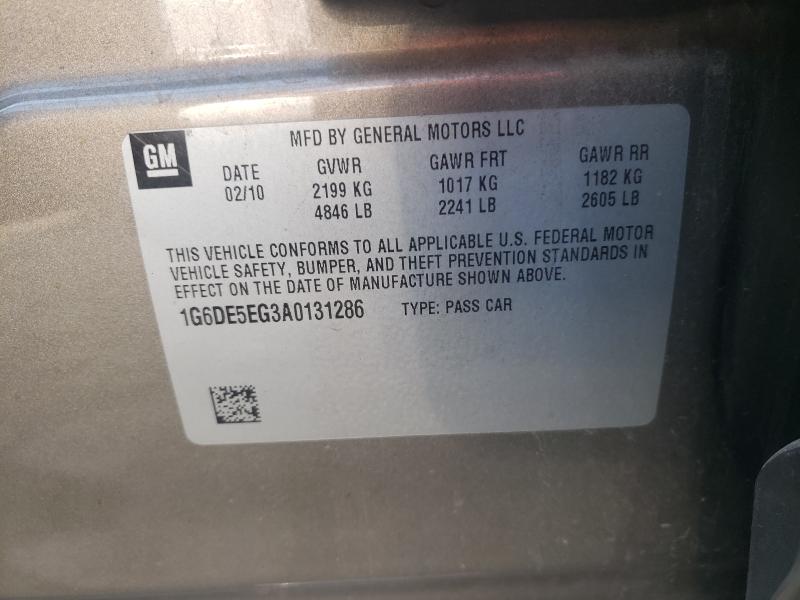 GM
MFD BY GENERAL MOTORS LLC
DATE GVWR GAWR FRT GAWR RR
02/10 2199 KG 1017 KG 1182 KG
4846 LB 2241 LB 2605 LB
THIS VEHICLE CONFORMS TO ALL APPLICABLE U.S. FEDERAL MOTOR
VEHICLE SAFETY, BUMPER, AND THEFT PREVENTION STANDARDS IN
EFFECT ON THE DATE OF MANUFACTURE SHOWN ABOVE.
1G6DE5EG3A0131286 TYPE: PASS CAR